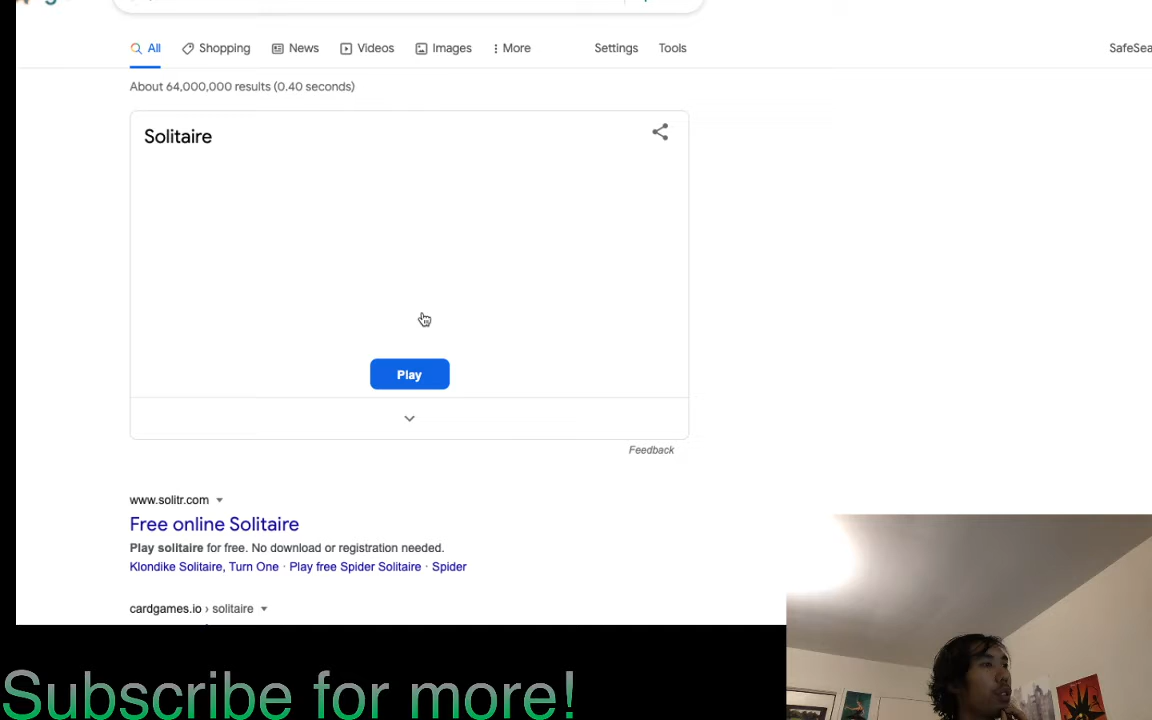 All Shopping News Videos Images More Settings Tools
About 64,000,000 results (0.40 seconds)
Solitaire
Play
Feedback
www.solitr.com
Free online Solitaire
Play solitaire for free. No download or registration needed.
Klondike Solitaire, Turn One · Play free Spider Solitaire · Spider
cardgames.io › solitaire
Subscribe for more!